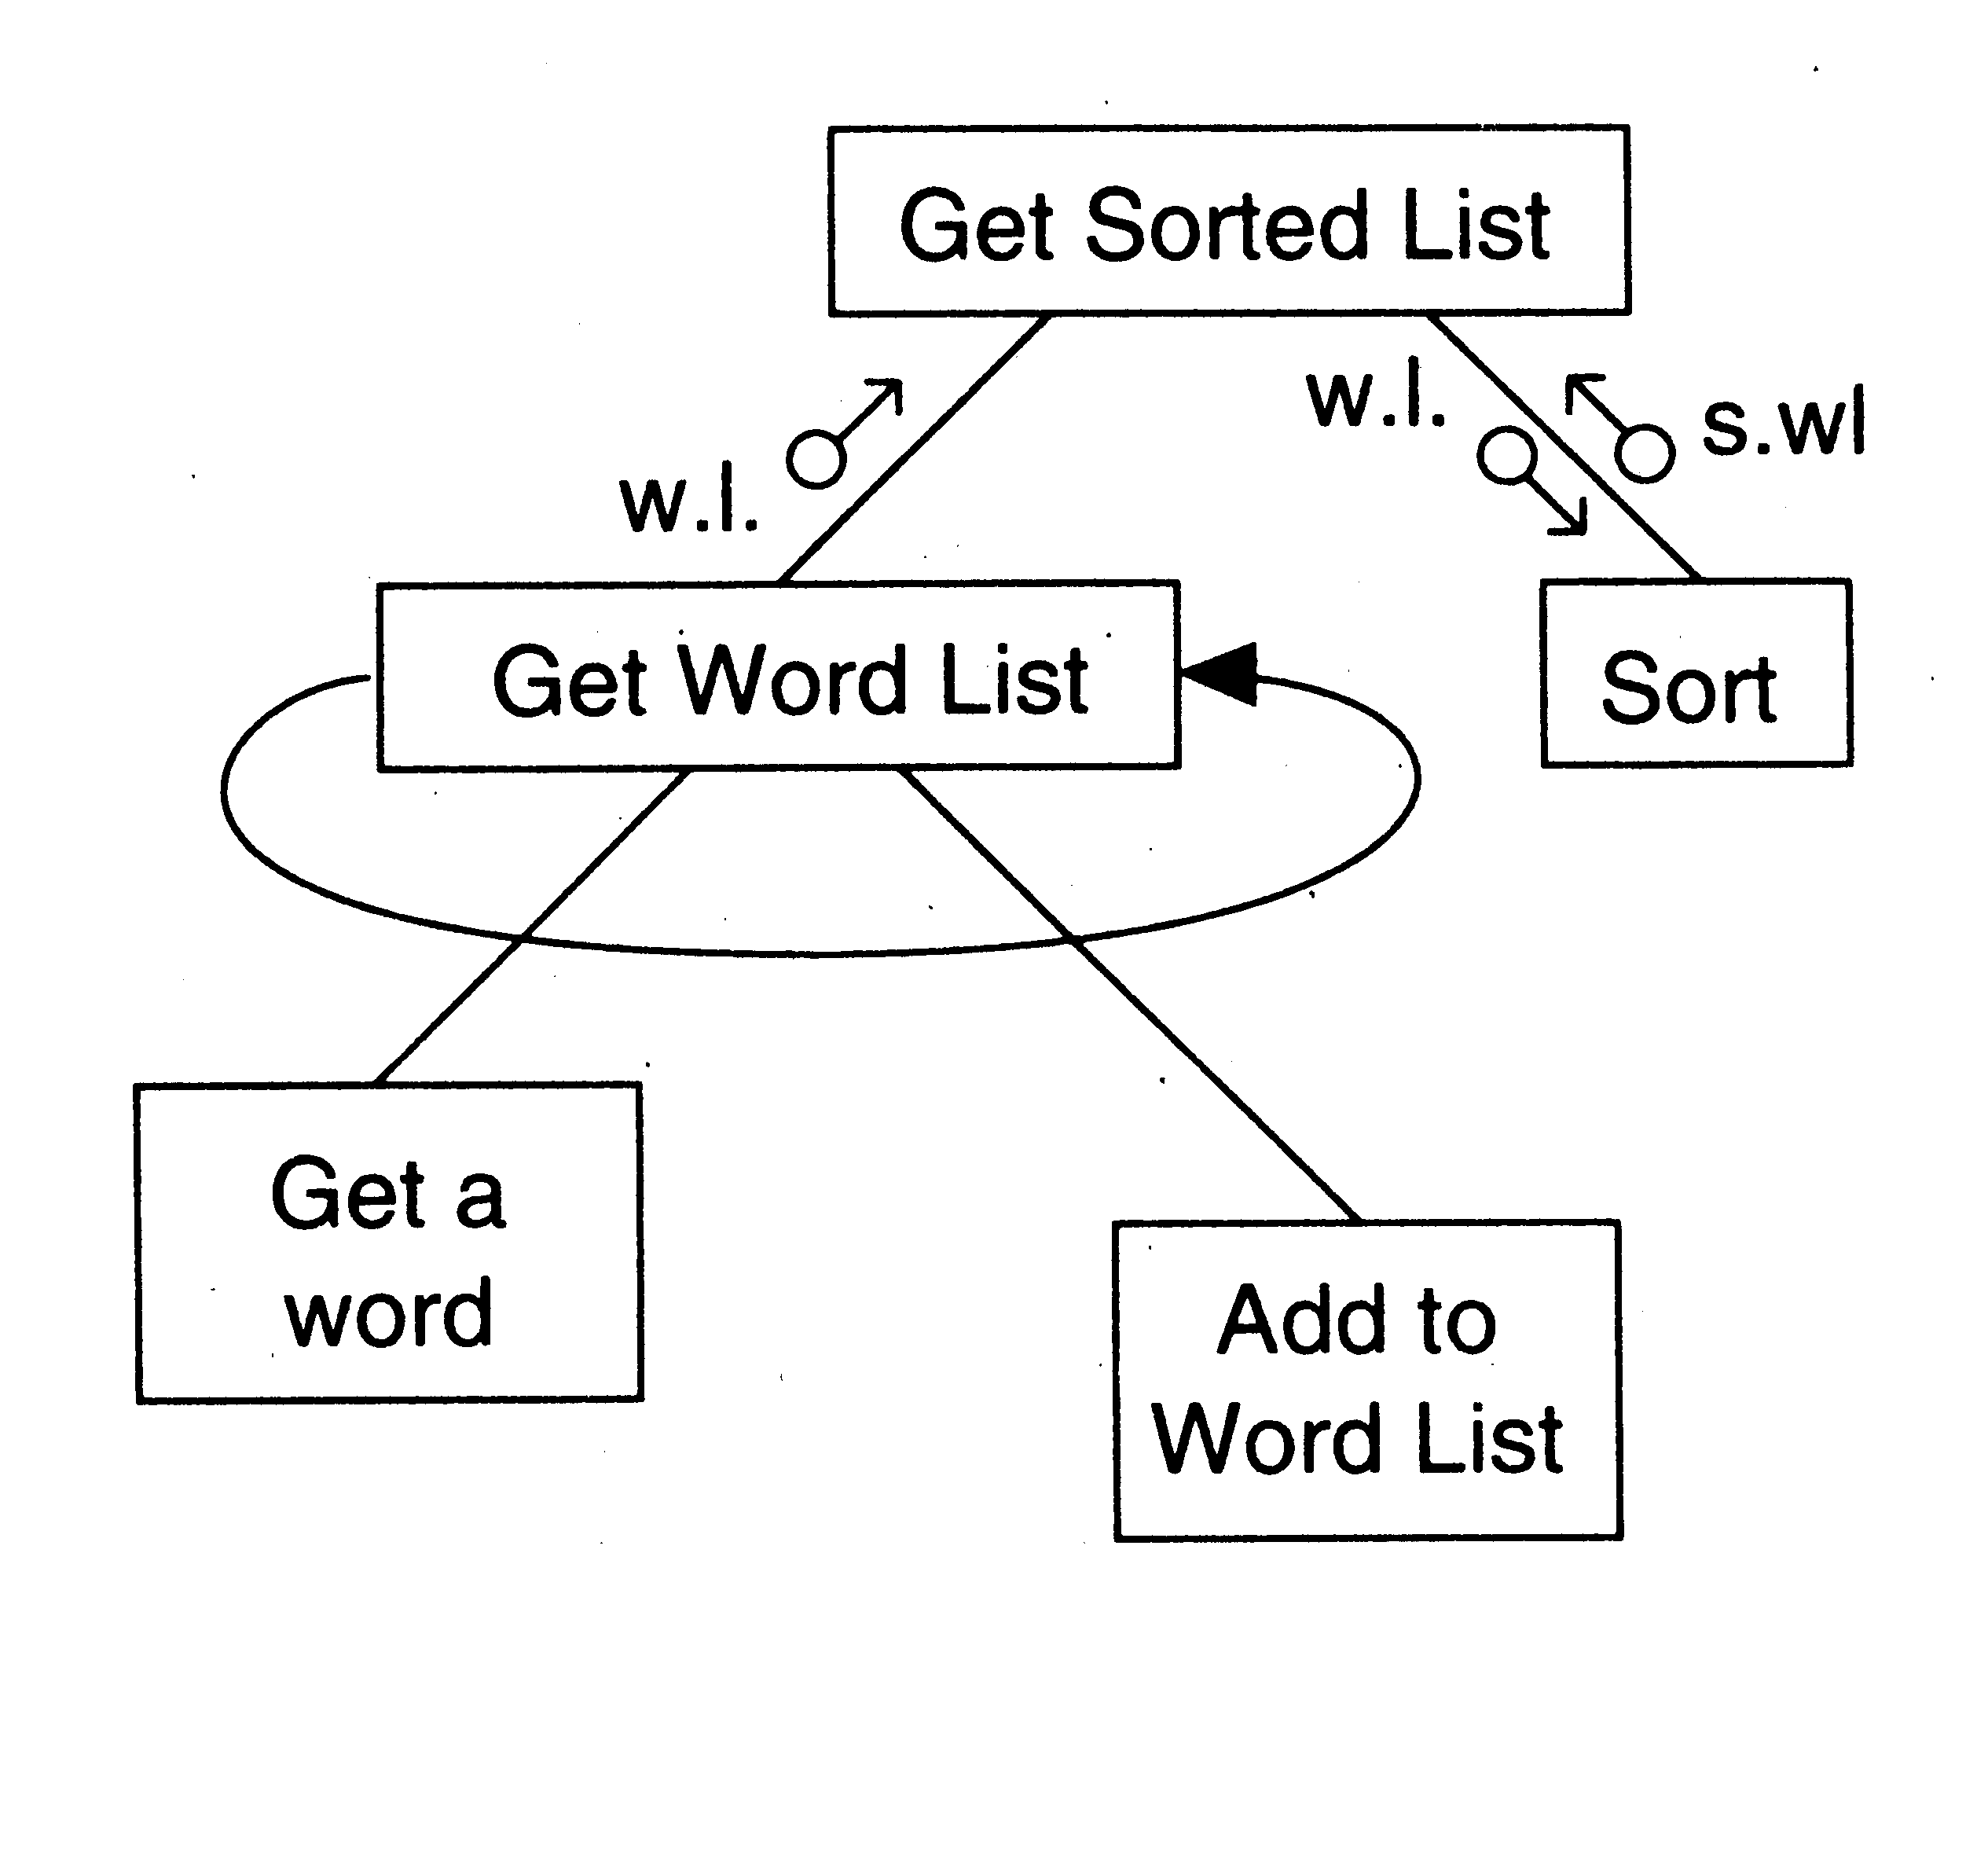 Get Sorted List
w.l.
w.l.
s.wl
Get Word List
Sort
Get a
word
Add to
Word List